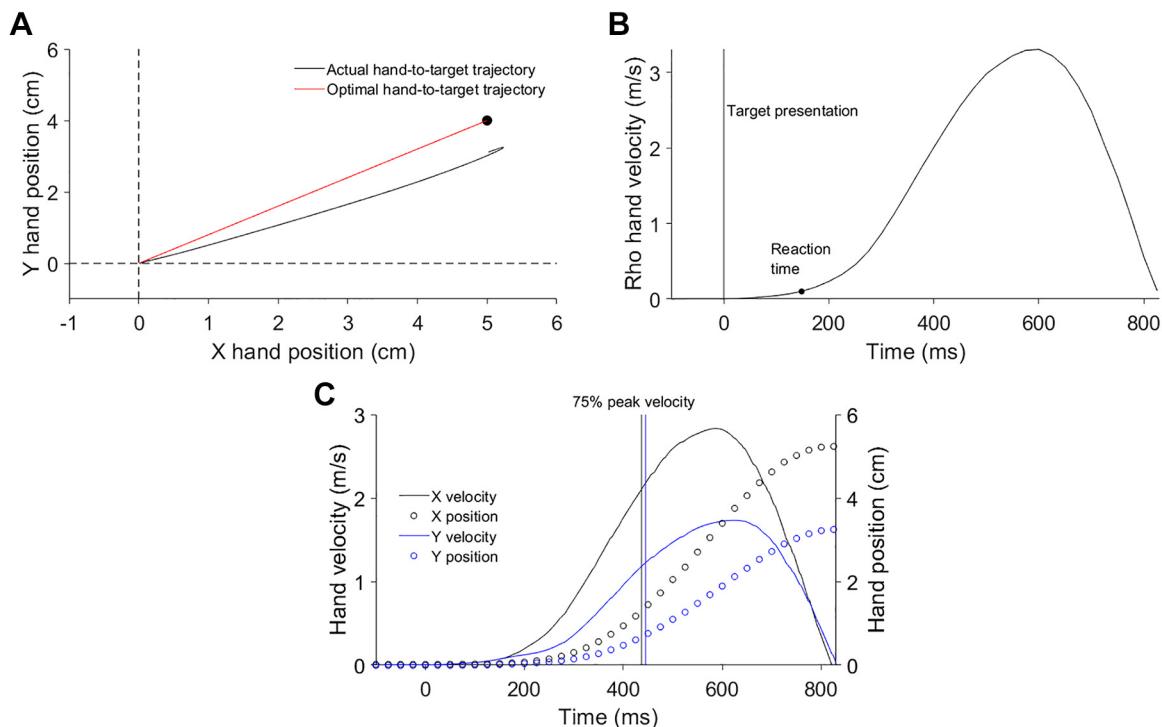 A
Y hand position (cm)
6
4
2
0
Actual hand-to-target trajectory
Optimal hand-to-target trajectory
-1
0
1
2
3
4
5
6
X hand position (cm)
B
Rho hand velocity (m/s)
3
2
1
0
Target presentation
Reaction
time
0
200
400
600
800
Time (ms)
C
75% peak velocity
Hand velocity (m/s)
3
2
1
0
X velocity
X position
Y velocity
Y position
6
4
2
0
Hand position (cm)
0
200
400
600
800
Time (ms)